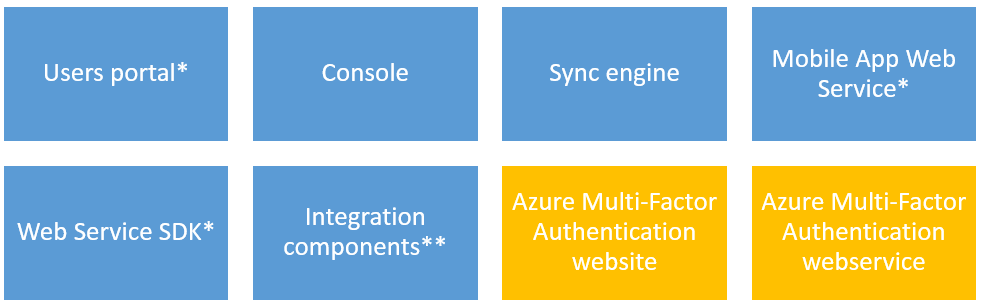 Users portal*
Console
Sync engine
Mobile App Web
Service*
Web Service SDK*
Integration
components**
Azure Multi-Factor
Authentication
website
Azure Multi-Factor
Authentication
webservice